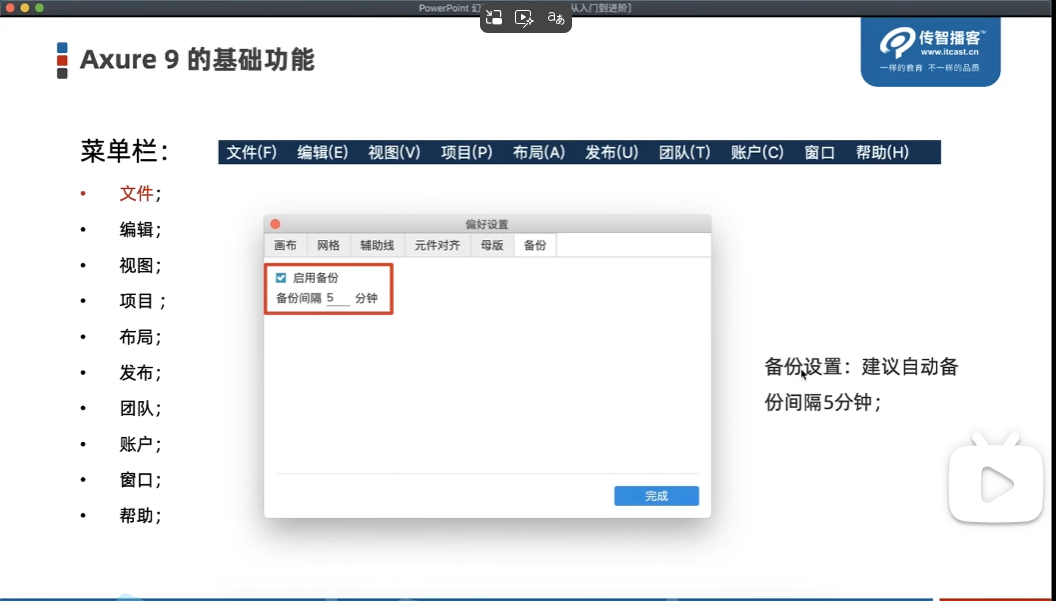 PowerPoint 幻
从入门到进阶]
Axure 9 的基础功能
传智播客™
www.itcast.cn
一样的教育 不一样的品质
菜单栏：
文件(F) 编辑(E) 视图(V) 项目(P) 布局(A) 发布(U) 团队(T) 账户(C) 窗口 帮助(H)
• 文件；
• 编辑；
• 视图；
• 项目 ；
• 布局；
• 发布；
• 团队；
• 账户；
• 窗口；
• 帮助；
偏好设置
画布 网格 辅助线 元件对齐 母版 备份
启用备份
备份间隔 5 分钟
完成
备份设置：建议自动备
份间隔5分钟；